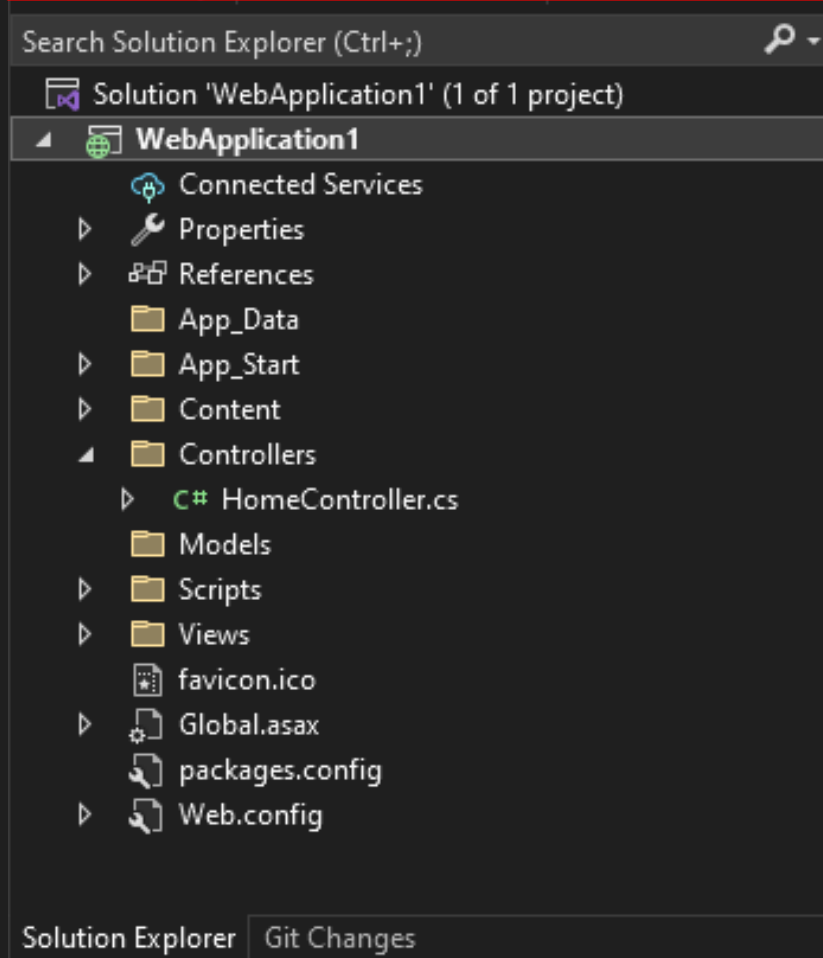 Search Solution Explorer (Ctrl+;)
Solution 'WebApplication1' (1 of 1 project)
WebApplication1
Connected Services
Properties
References
App_Data
App_Start
Content
Controllers
C# HomeController.cs
Models
Scripts
Views
favicon.ico
Global.asax
packages.config
Web.config
Solution Explorer Git Changes